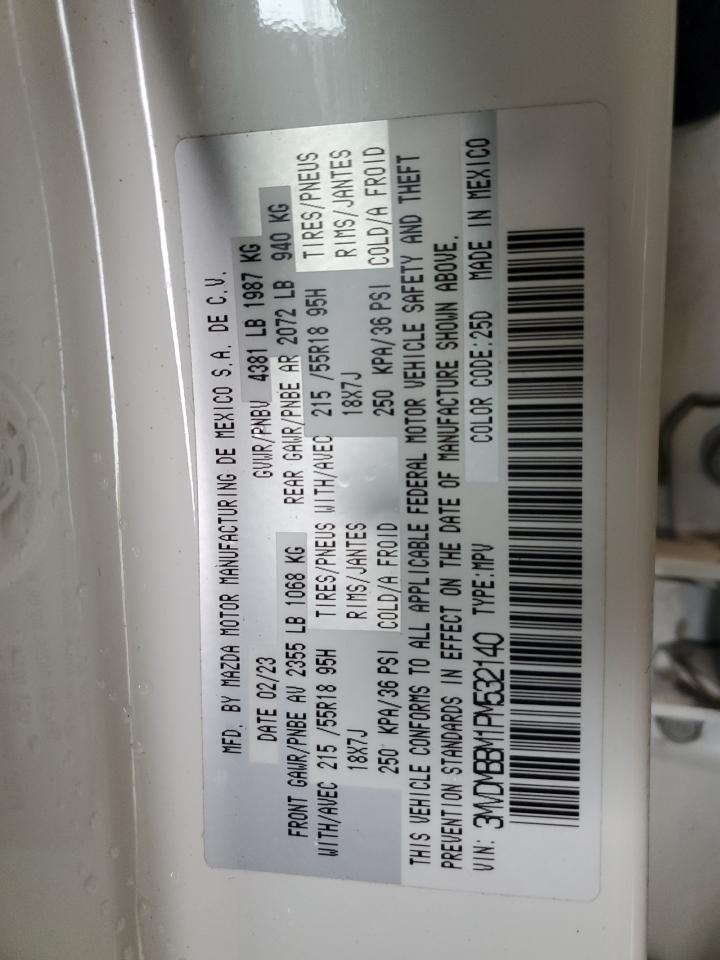 MFD. BY MAZDA MOTOR MANUFACTURING DE MEXICO S.A. DE C.V.
DATE 02/23 GVWR/PNBV 4381 LB 1987 KG
FRONT GAWR/PNBE AV 2355 LB 1068 KG REAR GAWR/PNBE AR 2072 LB 940 KG
WITH/AVEC 215 /55R18 95H TIRES/PNEUS WITH/AVEC 215 /55R18 95H TIRES/PNEUS
18X7J RIMS/JANTES 18X7J RIMS/JANTES
250 KPA/36 PSI COLD/A FROID 250 KPA/36 PSI COLD/A FROID
THIS VEHICLE CONFORMS TO ALL APPLICABLE FEDERAL MOTOR VEHICLE SAFETY AND THEFT
PREVENTION STANDARDS IN EFFECT ON THE DATE OF MANUFACTURE SHOWN ABOVE.
VIN: 3MVDMBBM1PM532140 TYPE:MPV COLOR CODE:25D MADE IN MEXICO